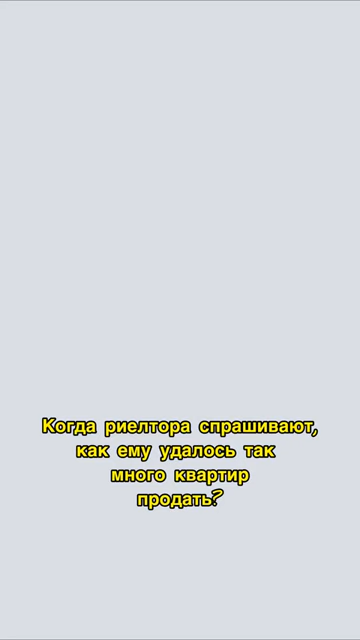 Когда риелтора спрашивают,
как ему удалось так
много квартир
продать?